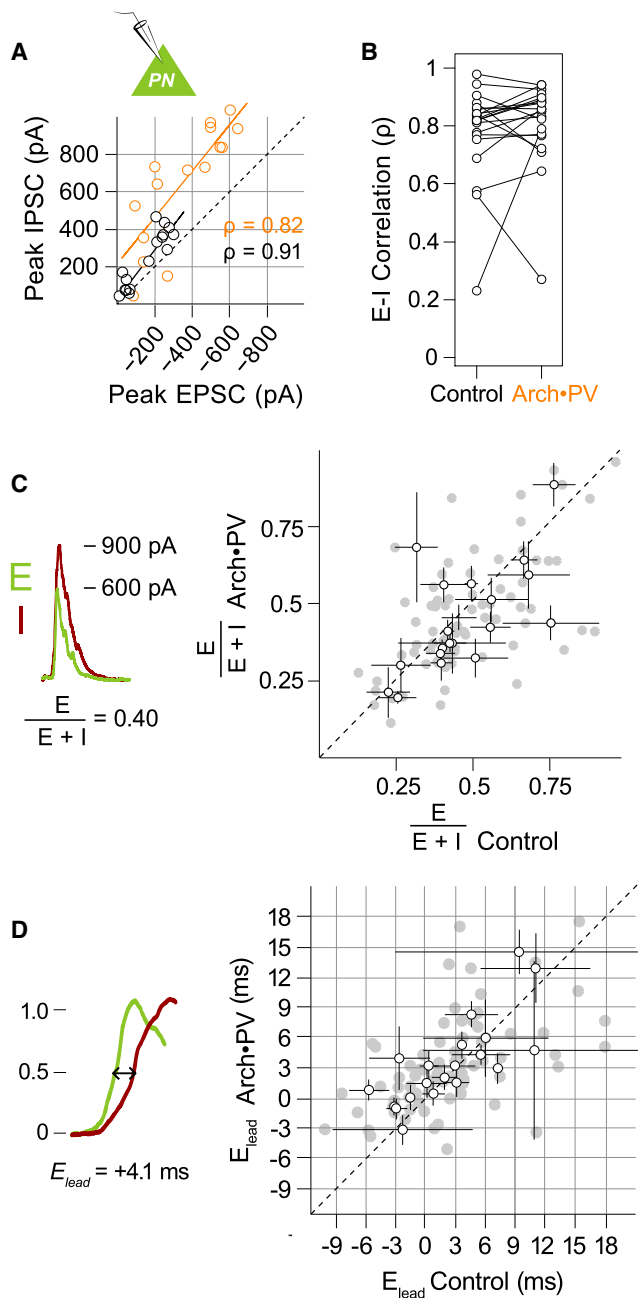 A
PN
Peak IPSC (pA)
800
600
400
200
ρ = 0.82
ρ = 0.91
−200
−400
−600
−800
Peak EPSC (pA)
B
E-I Correlation (ρ)
1
0.8
0.6
0.4
0.2
0
Control
Arch•PV
C
E
I
– 900 pA
– 600 pA
E
E + I
= 0.40
E
E + I
Arch•PV
0.75
0.5
0.25
0.25
0.5
0.75
E
E + I
Control
D
1.0
0.5
0
E_lead = +4.1 ms
E_lead Arch•PV (ms)
18
15
12
9
6
3
0
-3
-6
-9
-9 -6 -3 0 3 6 9 12 15 18
E_lead Control (ms)